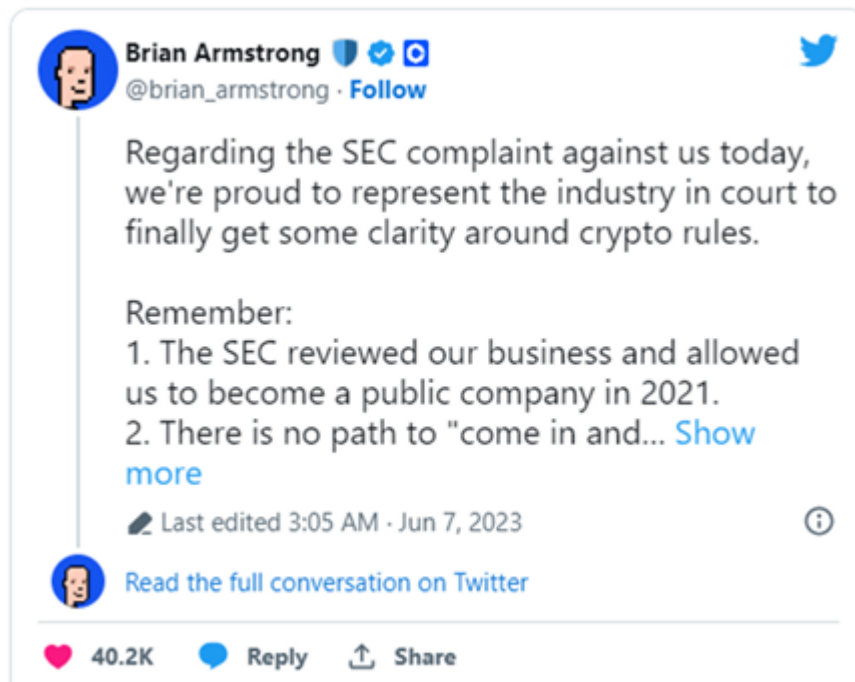 Brian Armstrong
@brian_armstrong · Follow
Regarding the SEC complaint against us today,
we're proud to represent the industry in court to
finally get some clarity around crypto rules.
Remember:
1. The SEC reviewed our business and allowed
us to become a public company in 2021.
2. There is no path to "come in and... Show
more
Last edited 3:05 AM · Jun 7, 2023
Read the full conversation on Twitter
40.2K Reply Share